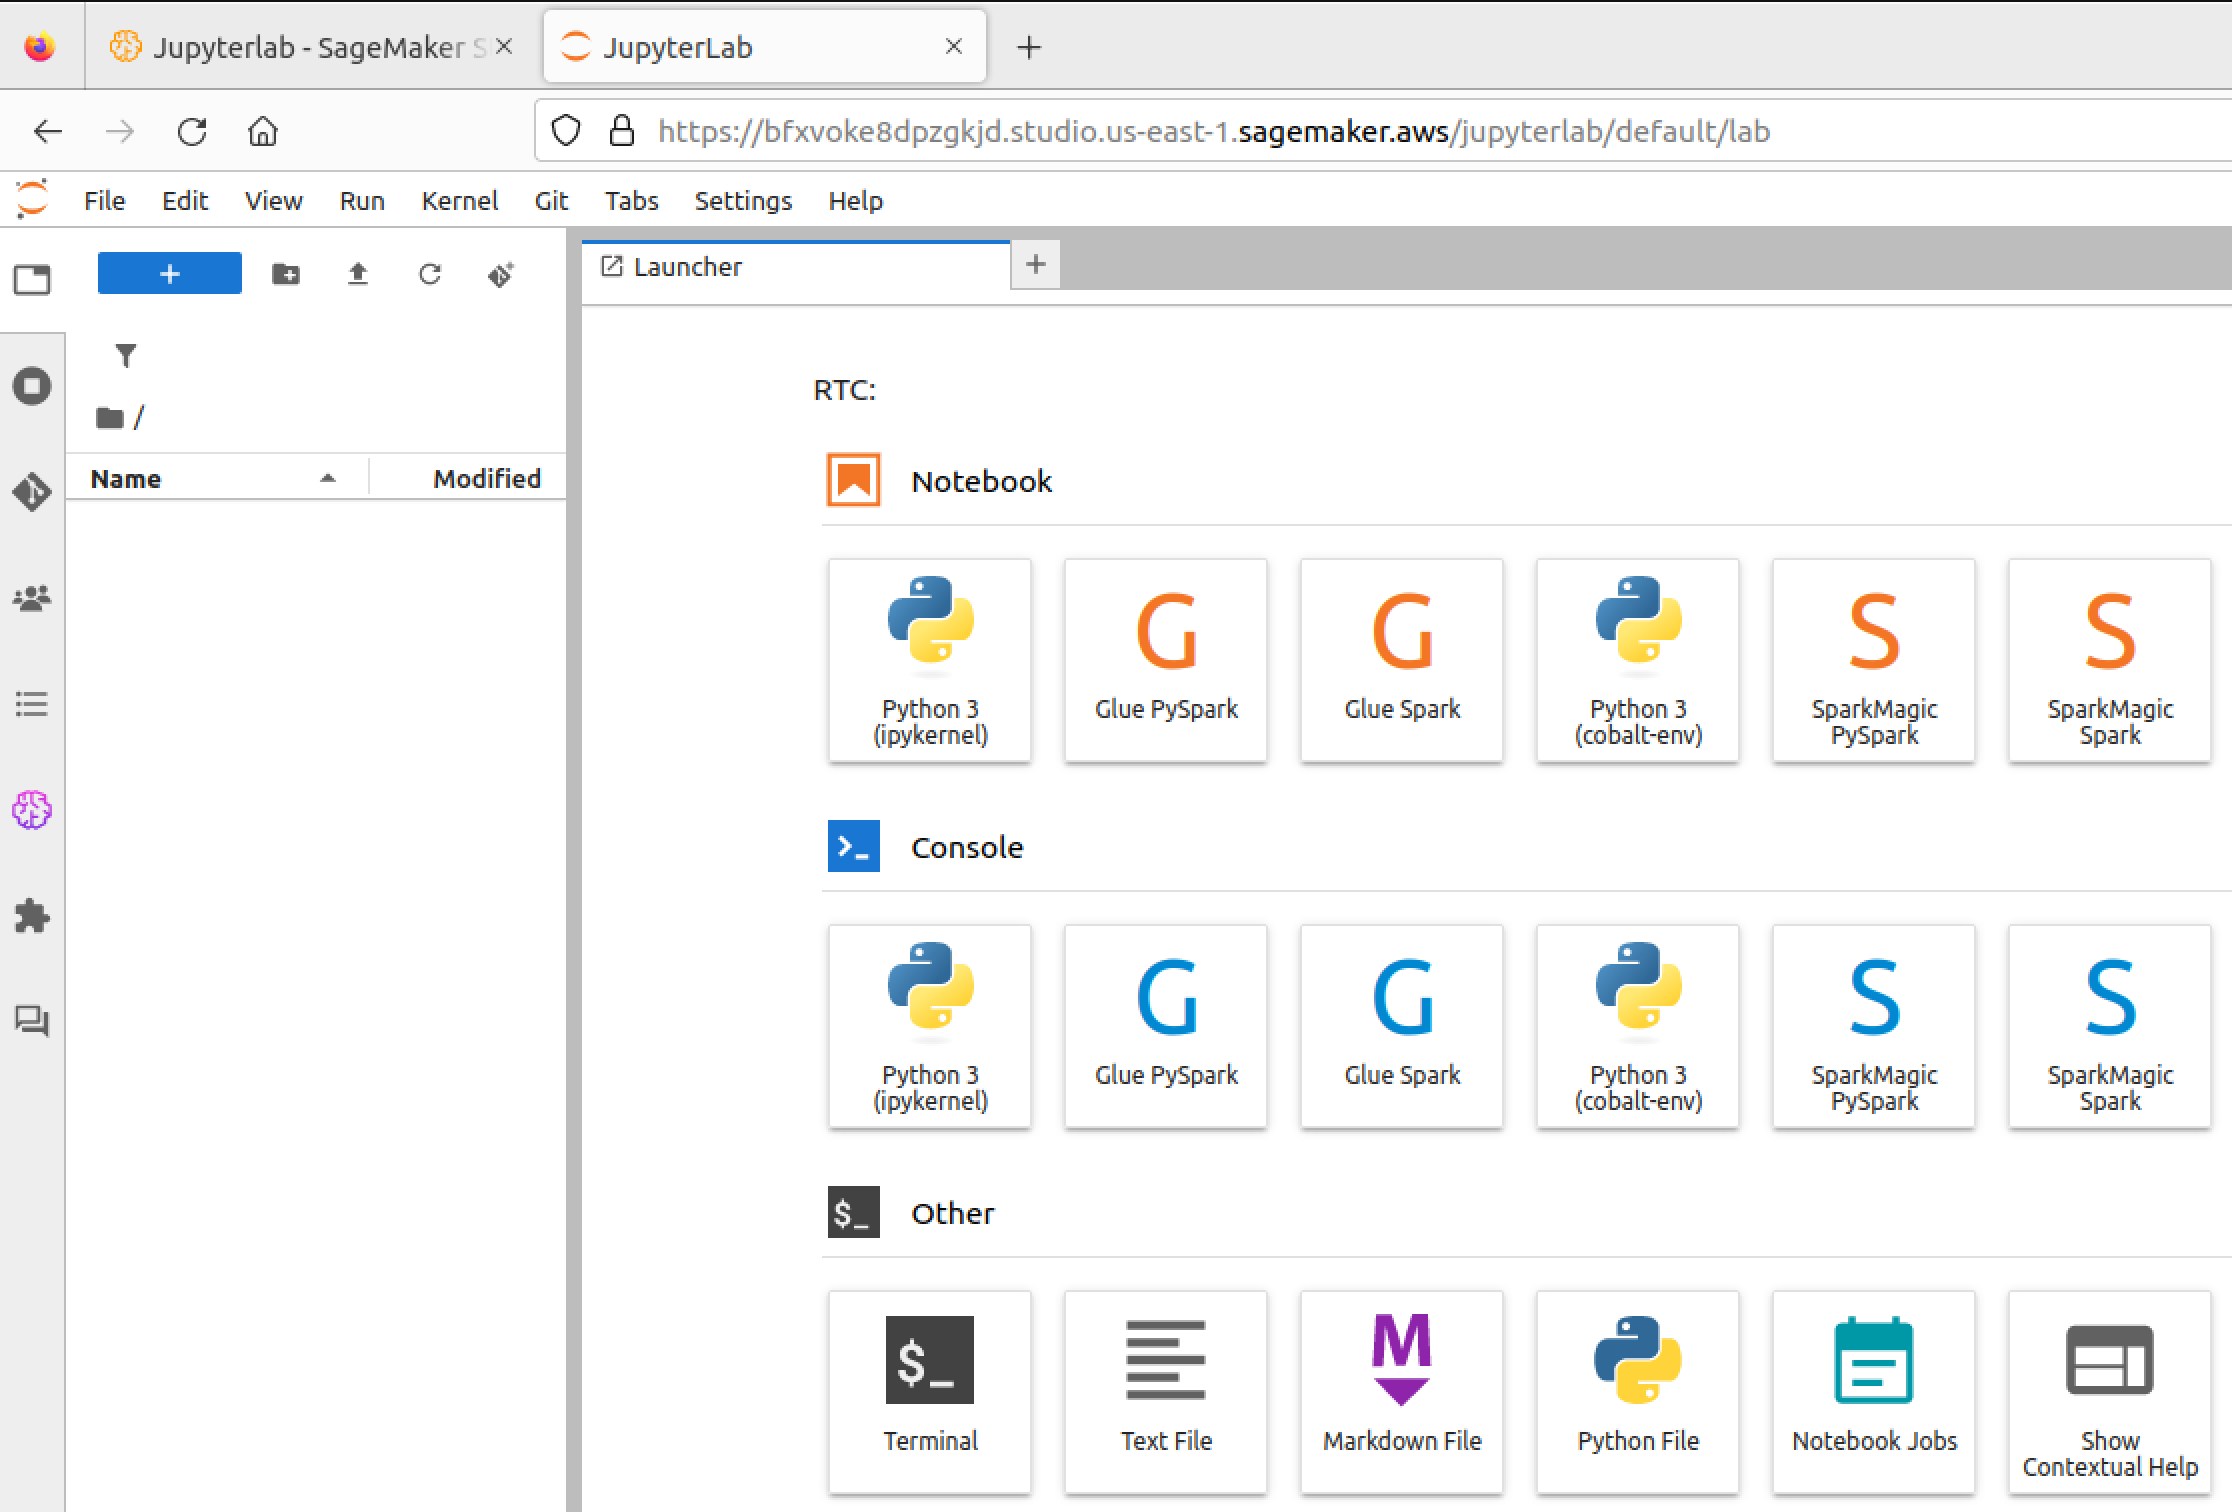 Jupyterlab - SageMaker S
JupyterLab
https://bfxvoke8dpzgkjd.studio.us-east-1.sagemaker.aws/jupyterlab/default/lab
File Edit View Run Kernel Git Tabs Settings Help
Launcher
/
Name Modified
RTC:
Notebook
G G S S
Python 3 Glue PySpark Glue Spark Python 3 SparkMagic SparkMagic
(ipykernel) (cobalt-env) PySpark Spark
Console
G G S S
Python 3 Glue PySpark Glue Spark Python 3 SparkMagic SparkMagic
(ipykernel) (cobalt-env) PySpark Spark
$_ Other
$_ M
Terminal Text File Markdown File Python File Notebook Jobs Show
Contextual Help